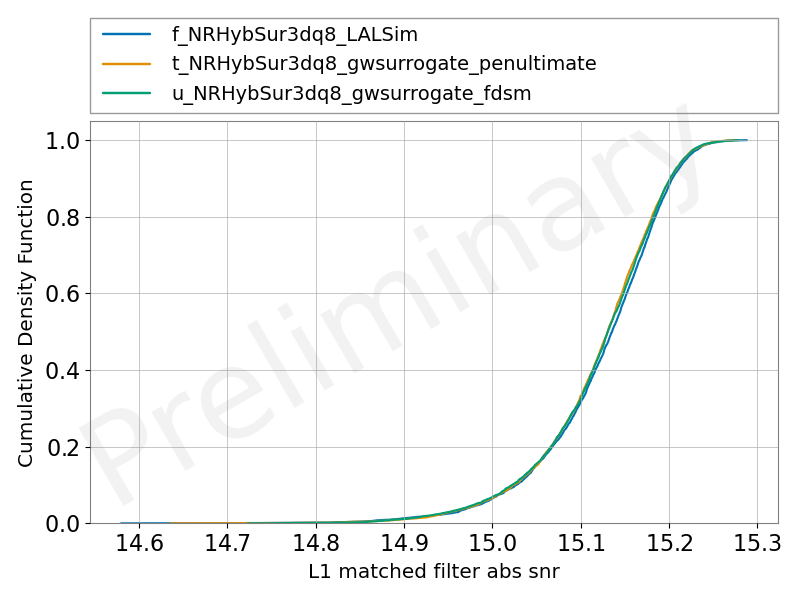 f_NRHybSur3dq8_LALSim
t_NRHybSur3dq8_gwsurrogate_penultimate
u_NRHybSur3dq8_gwsurrogate_fdsm
Preliminary
Cumulative Density Function
1.0
0.8
0.6
0.4
0.2
0.0
14.6 14.7 14.8 14.9 15.0 15.1 15.2 15.3
L1 matched filter abs snr